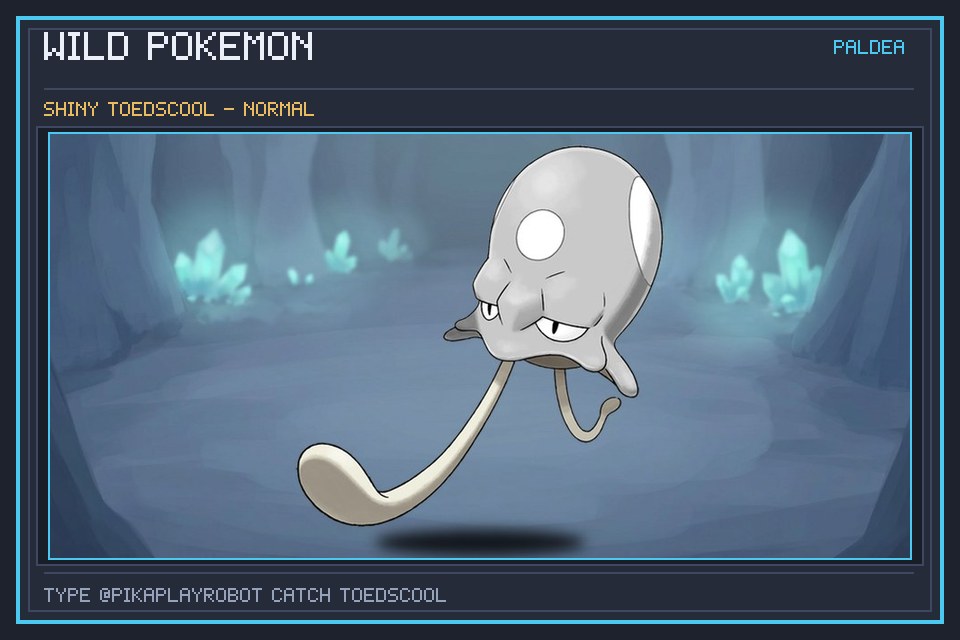 WILD POKEMON
PALDEA
SHINY TOEDSCOOL - NORMAL
TYPE @PIKAPLAYROBOT CATCH TOEDSCOOL